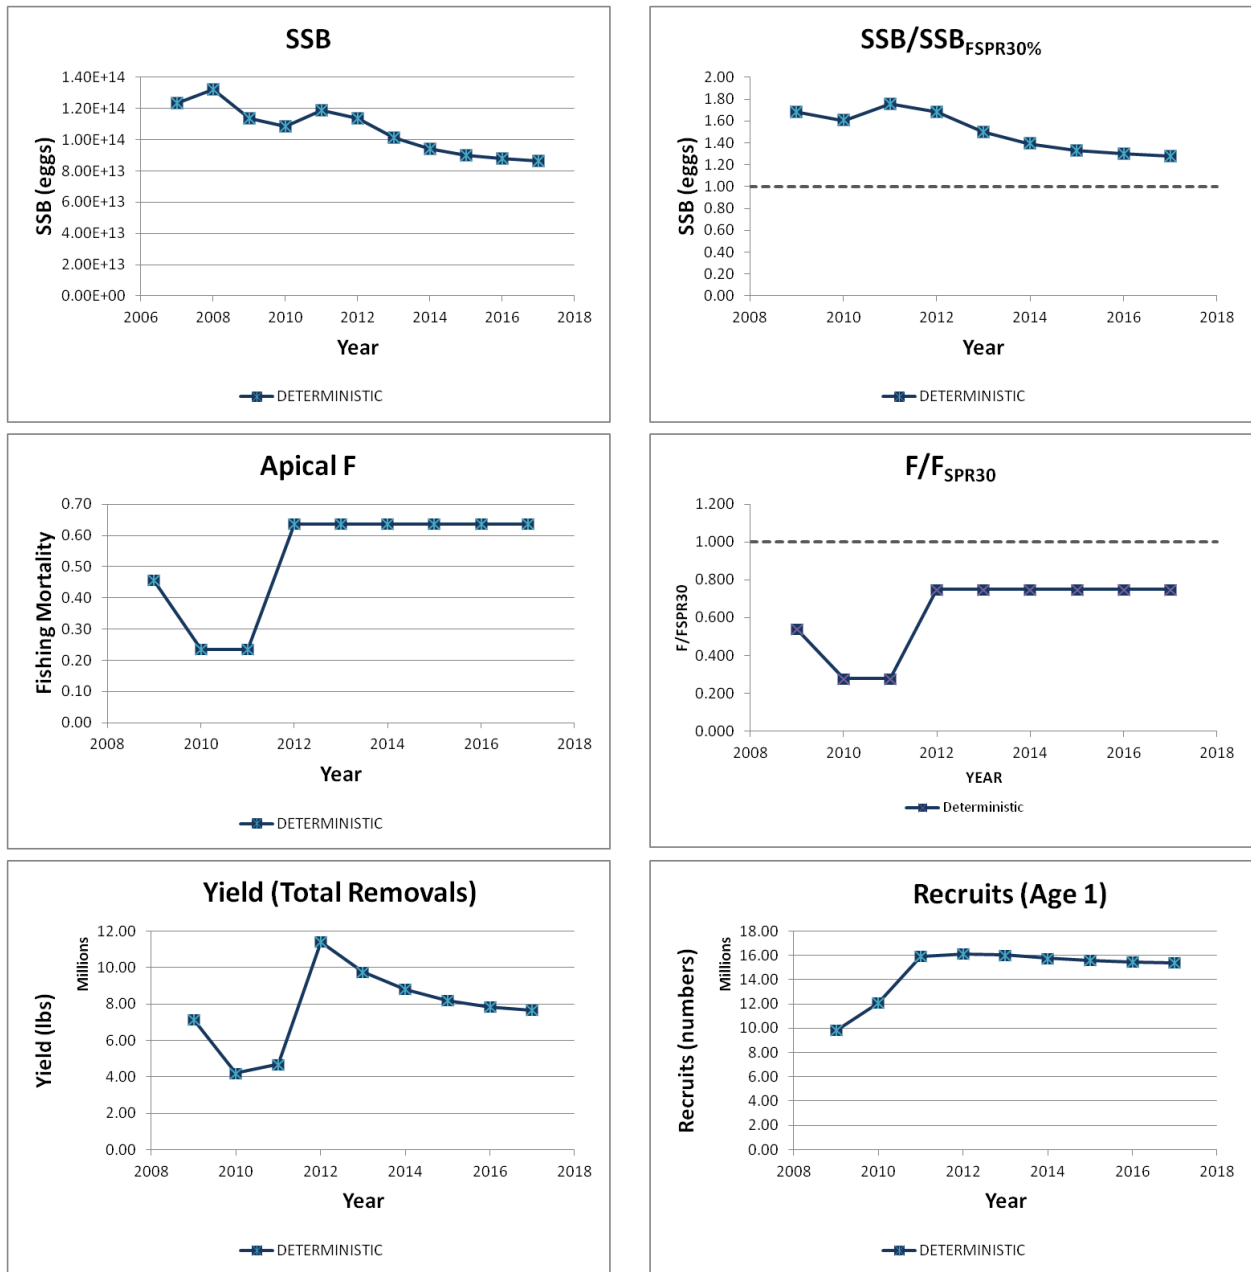 SSB
SSB (eggs)
1.40E+14
1.20E+14
1.00E+14
8.00E+13
6.00E+13
4.00E+13
2.00E+13
0.00E+00
2006 2008 2010 2012 2014 2016 2018
Year
DETERMINISTIC
SSB/SSBFSPR30%
SSB (eggs)
2.00
1.80
1.60
1.40
1.20
1.00
0.80
0.60
0.40
0.20
0.00
2008 2010 2012 2014 2016 2018
Year
DETERMINISTIC
Apical F
Fishing Mortality
0.70
0.60
0.50
0.40
0.30
0.20
0.10
0.00
2008 2010 2012 2014 2016 2018
Year
DETERMINISTIC
F/FSPR30
F/FSPR30
1.200
1.000
0.800
0.600
0.400
0.200
0.000
2008 2010 2012 2014 2016 2018
YEAR
Deterministic
Yield (Total Removals)
Yield (lbs)
Millions
12.00
10.00
8.00
6.00
4.00
2.00
0.00
2008 2010 2012 2014 2016 2018
Year
DETERMINISTIC
Recruits (Age 1)
Recruits (numbers)
Millions
18.00
16.00
14.00
12.00
10.00
8.00
6.00
4.00
2.00
0.00
2008 2010 2012 2014 2016 2018
Year
DETERMINISTIC